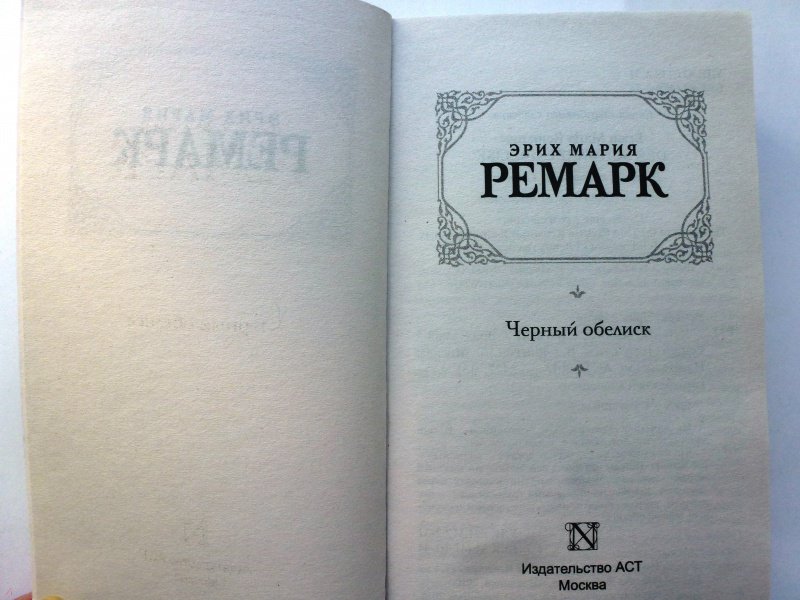 ЭРИХ МАРИЯ
РЕМАРК
Черный обелиск
N
Издательство АСТ
Москва